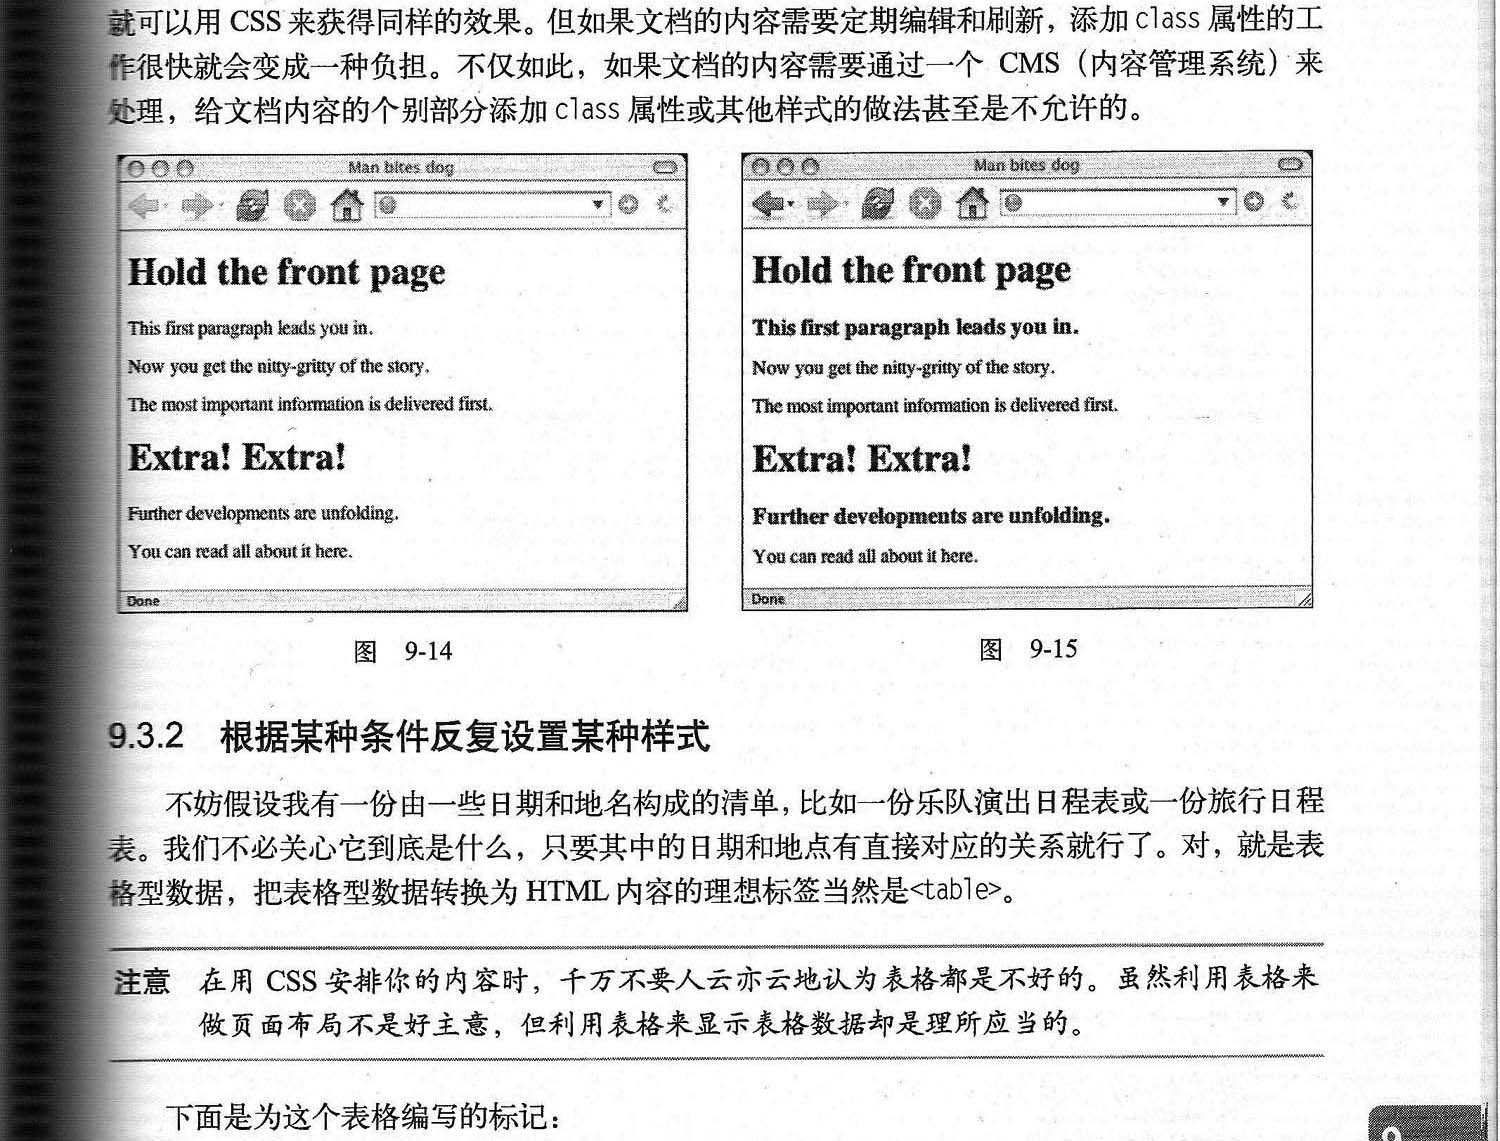 就可以用 CSS 来获得同样的效果。但如果文档的内容需要定期编辑和刷新，添加 class 属性的工
作很快就会变成一种负担。不仅如此，如果文档的内容需要通过一个 CMS（内容管理系统）来
处理，给文档内容的个别部分添加 class 属性或其他样式的做法甚至是不允许的。
Man bites dog
Hold the front page
This first paragraph leads you in.
Now you get the nitty-gritty of the story.
The most important information is delivered first.
Extra! Extra!
Further developments are unfolding.
You can read all about it here.
Done
图 9-14
Man bites dog
Hold the front page
This first paragraph leads you in.
Now you get the nitty-gritty of the story.
The most important information is delivered first.
Extra! Extra!
Further developments are unfolding.
You can read all about it here.
Done
图 9-15
9.3.2 根据某种条件反复设置某种样式
不妨假设我有一份由一些日期和地名构成的清单，比如一份乐队演出日程表或一份旅行日程
表。我们不必关心它到底是什么，只要其中的日期和地点有直接对应的关系就行了。对，就是表
格型数据，把表格型数据转换为 HTML 内容的理想标签当然是<table>。
注意 在用 CSS 安排你的内容时，千万不要人云亦云地认为表格都是不好的。虽然利用表格来
做页面布局不是好主意，但利用表格来显示表格数据却是理所应当的。
下面是为这个表格编写的标记：
9